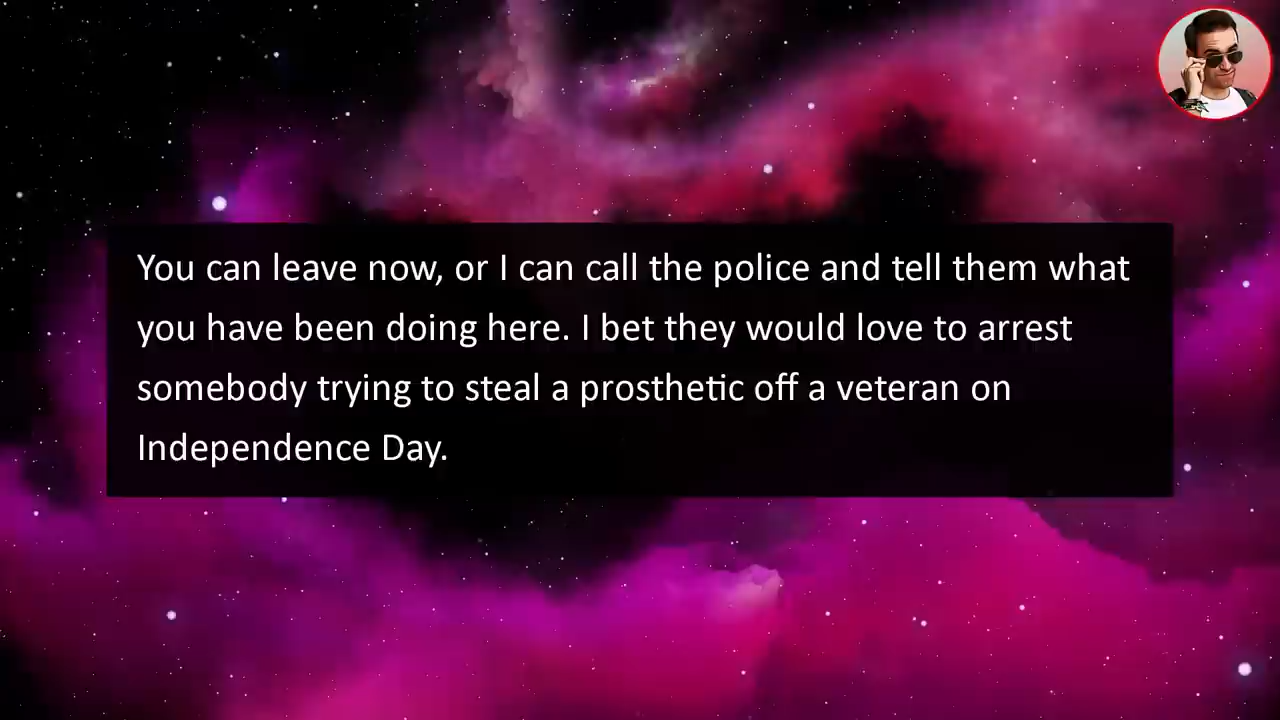 You can leave now, or I can call the police and tell them what
you have been doing here. I bet they would love to arrest
somebody trying to steal a prosthetic off a veteran on
Independence Day.